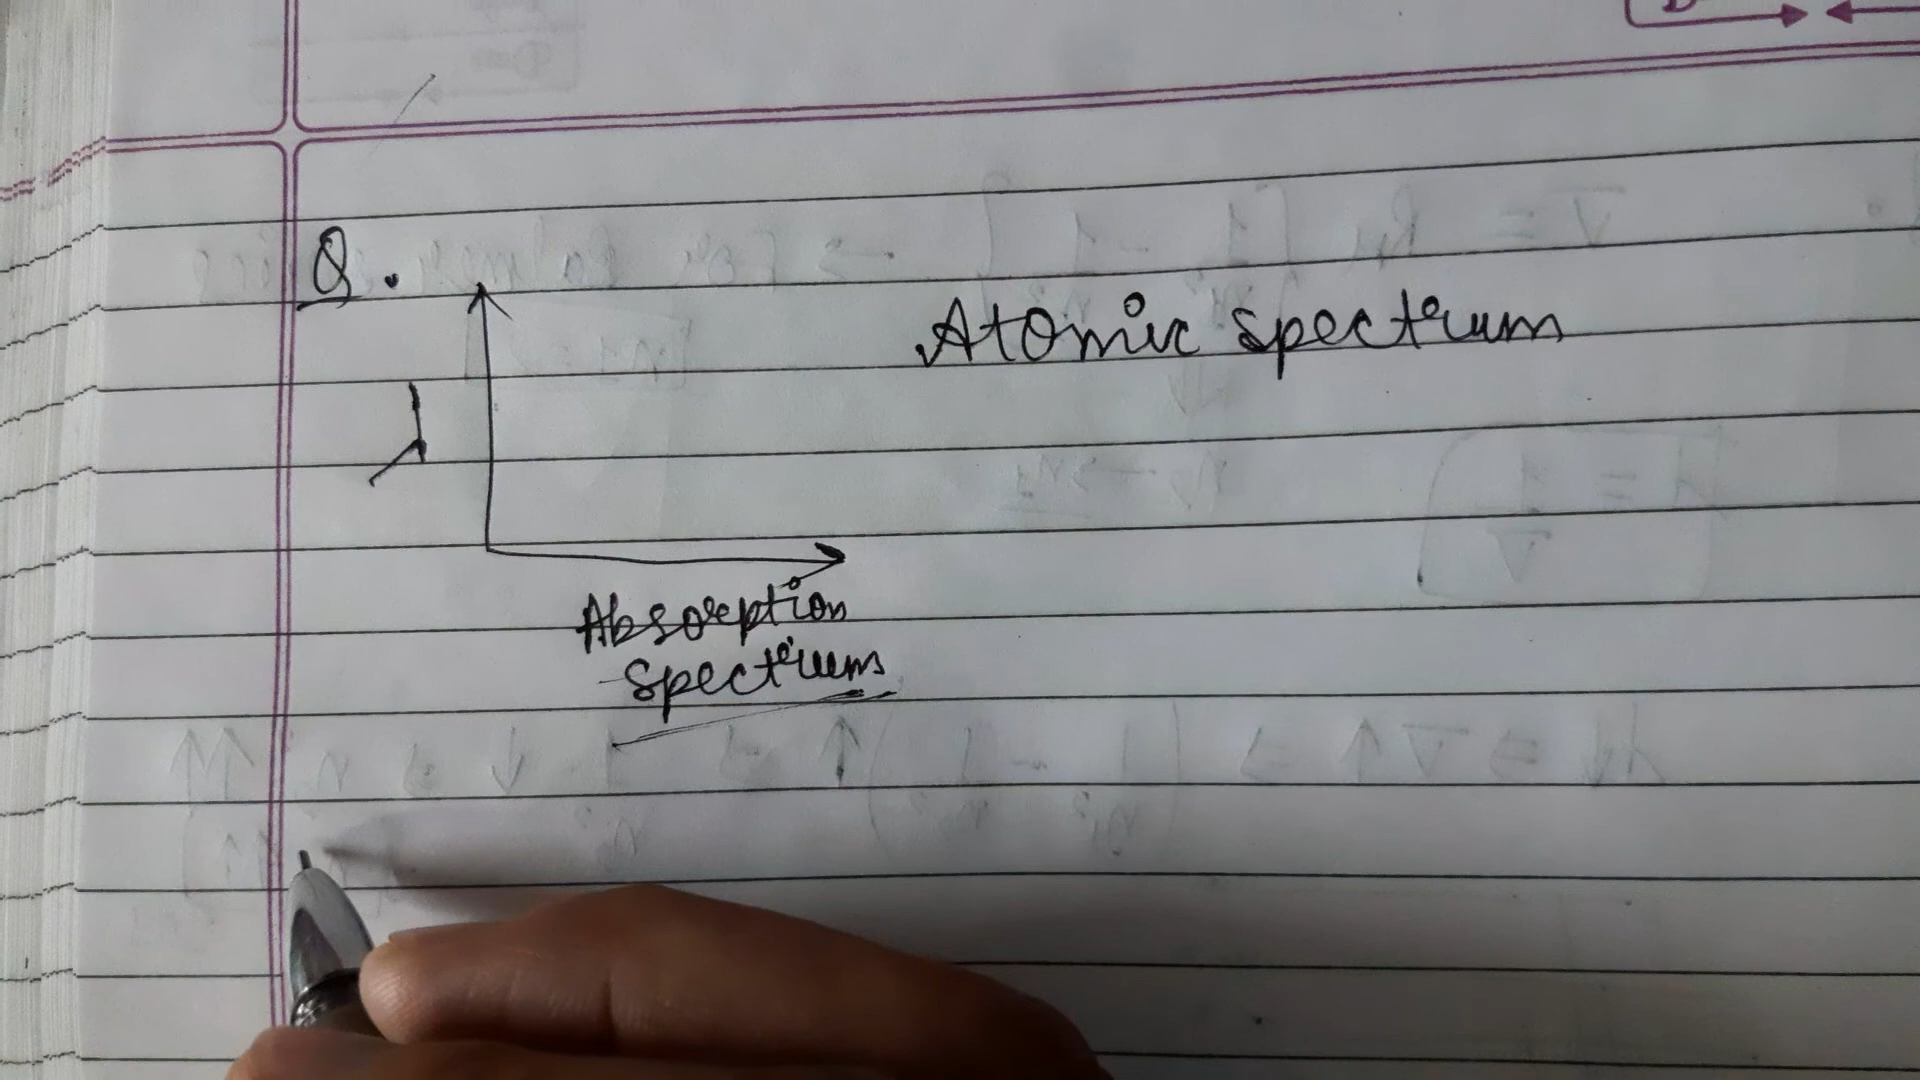 Q.
Atomic spectrum
λ
Absorption
spectrum